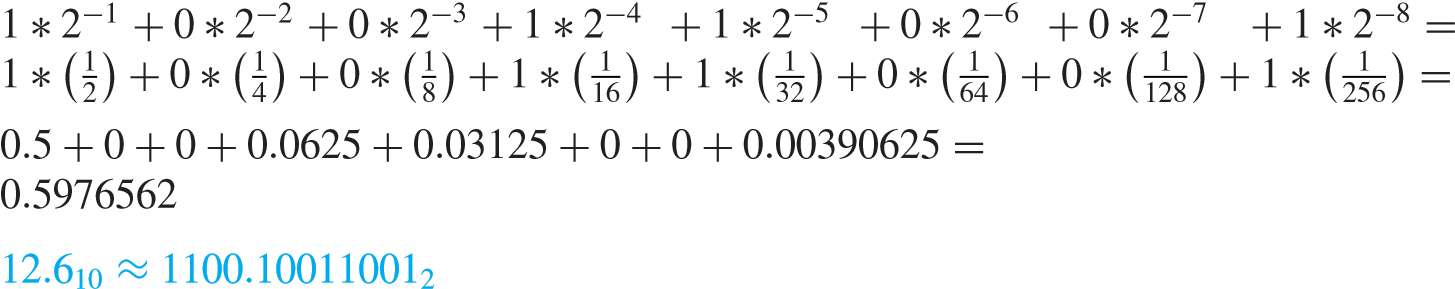 1 ∗ 2⁻¹ + 0 ∗ 2⁻² + 0 ∗ 2⁻³ + 1 ∗ 2⁻⁴ + 1 ∗ 2⁻⁵ + 0 ∗ 2⁻⁶ + 0 ∗ 2⁻⁷ + 1 ∗ 2⁻⁸ =
1 ∗ (1/2) + 0 ∗ (1/4) + 0 ∗ (1/8) + 1 ∗ (1/16) + 1 ∗ (1/32) + 0 ∗ (1/64) + 0 ∗ (1/128) + 1 ∗ (1/256) =
0.5 + 0 + 0 + 0.0625 + 0.03125 + 0 + 0 + 0.00390625 =
0.5976562
12.6₁₀ ≈ 1100.10011001₂